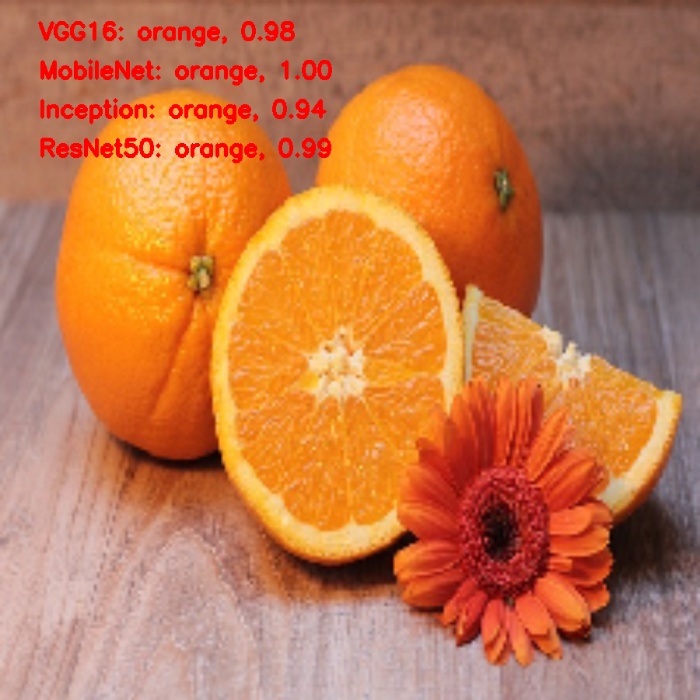 VGG16: orange, 0.98
MobileNet: orange, 1.00
Inception: orange, 0.94
ResNet50: orange, 0.99